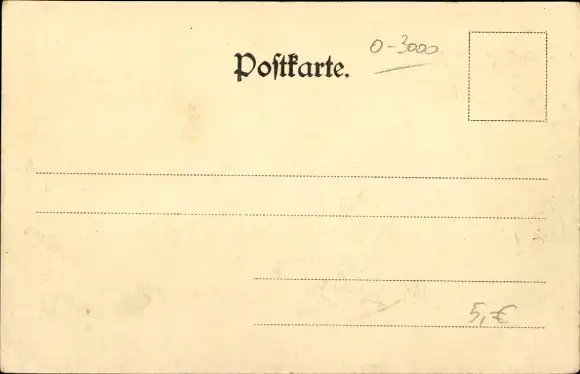 Poſtkarte.
0-3000
5,-€